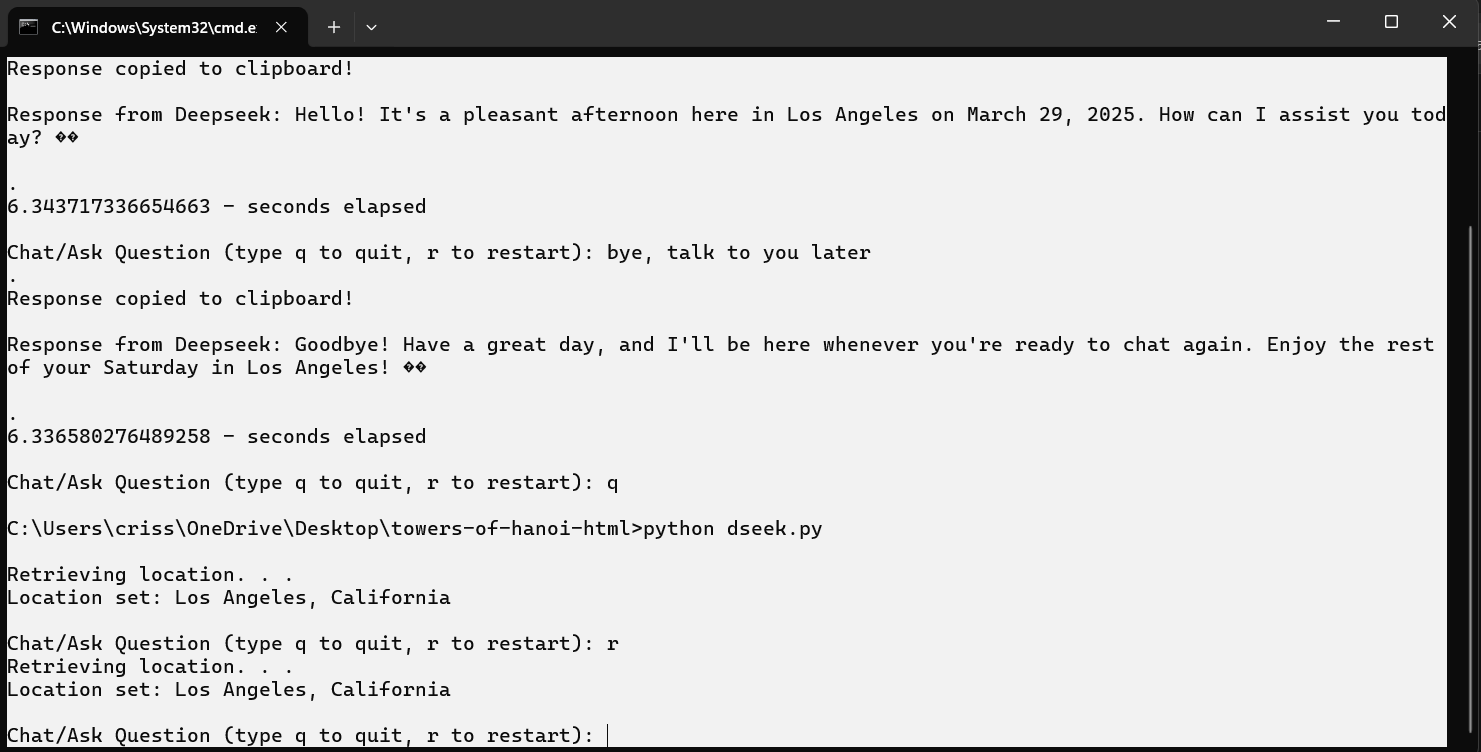 C:\Windows\System32\cmd.e
Response copied to clipboard!
Response from Deepseek: Hello! It's a pleasant afternoon here in Los Angeles on March 29, 2025. How can I assist you tod
ay? ��
.
6.343717336654663 - seconds elapsed
Chat/Ask Question (type q to quit, r to restart): bye, talk to you later
.
Response copied to clipboard!
Response from Deepseek: Goodbye! Have a great day, and I'll be here whenever you're ready to chat again. Enjoy the rest
of your Saturday in Los Angeles! ��
.
6.336580276489258 - seconds elapsed
Chat/Ask Question (type q to quit, r to restart): q
C:\Users\criss\OneDrive\Desktop\towers-of-hanoi-html>python dseek.py
Retrieving location. . .
Location set: Los Angeles, California
Chat/Ask Question (type q to quit, r to restart): r
Retrieving location. . .
Location set: Los Angeles, California
Chat/Ask Question (type q to quit, r to restart):